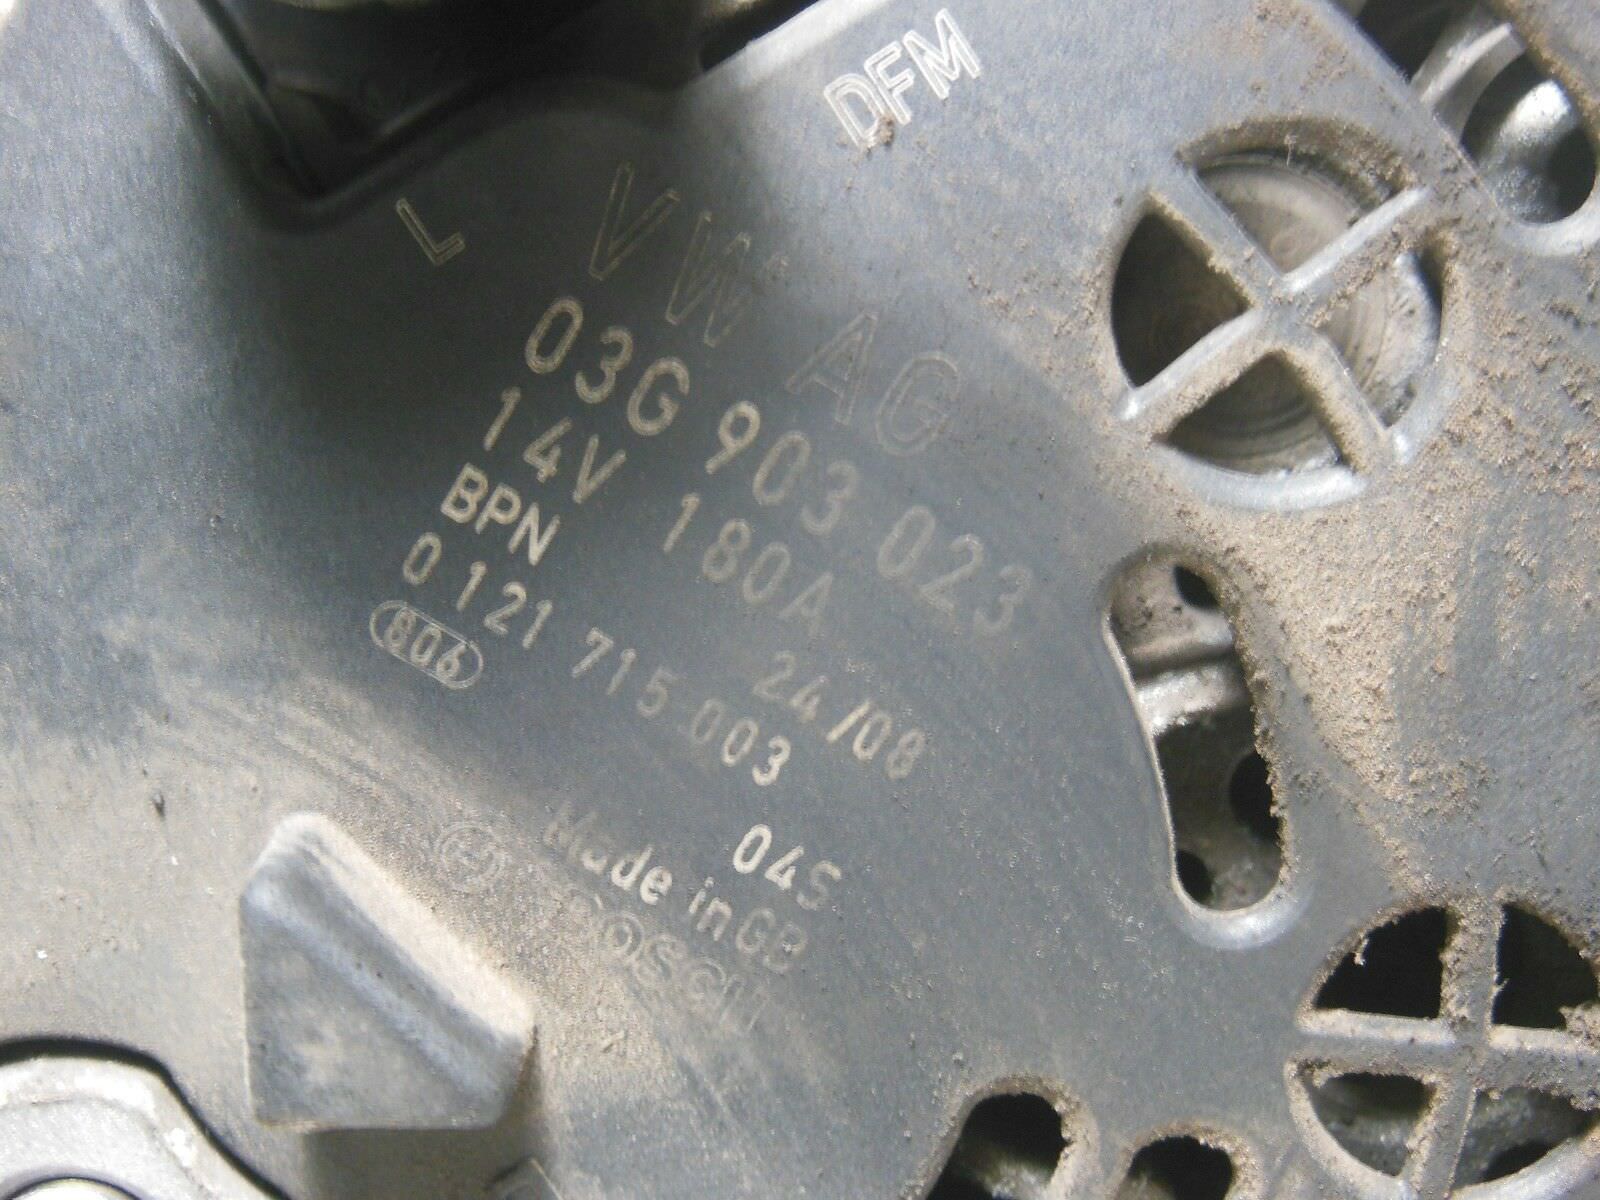 DFM
L
VW AG
03G 903 023
14V 180A
BPN 24/08
0 121 715 003
806
045
Made in GB
BOSCH